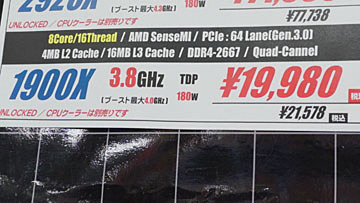 2920X (ブースト最大4.3GHz) 180W
UNLOCKED / CPUクーラーは別売りです ¥77,738
8Core/16Thread / AMD SenseMI / PCIe : 64 Lane(Gen.3.0)
4MB L2 Cache / 16MB L3 Cache / DDR4-2667 / Quad-Cannel
1900X 3.8GHz TDP ¥19,980 税別
(ブースト最大4.0GHz) 180W
UNLOCKED / CPUクーラーは別売りです ¥21,578 税込